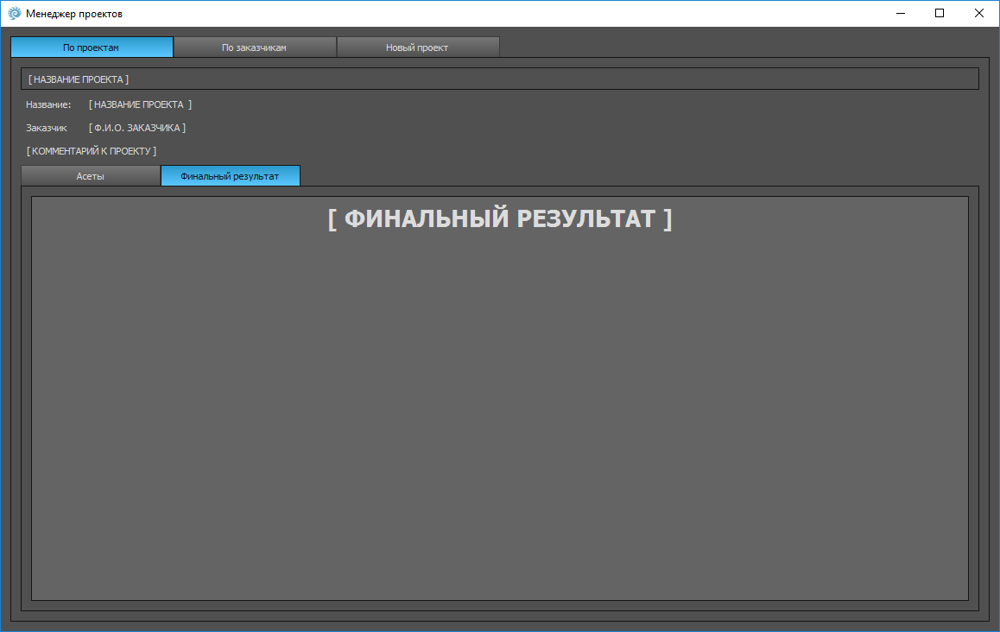 Менеджер проектов
По проектам По заказчикам Новый проект
[ НАЗВАНИЕ ПРОЕКТА ]
Название: [ НАЗВАНИЕ ПРОЕКТА ]
Заказчик [ Ф.И.О. ЗАКАЗЧИКА ]
[ КОММЕНТАРИЙ К ПРОЕКТУ ]
Асеты Финальный результат
[ ФИНАЛЬНЫЙ РЕЗУЛЬТАТ ]